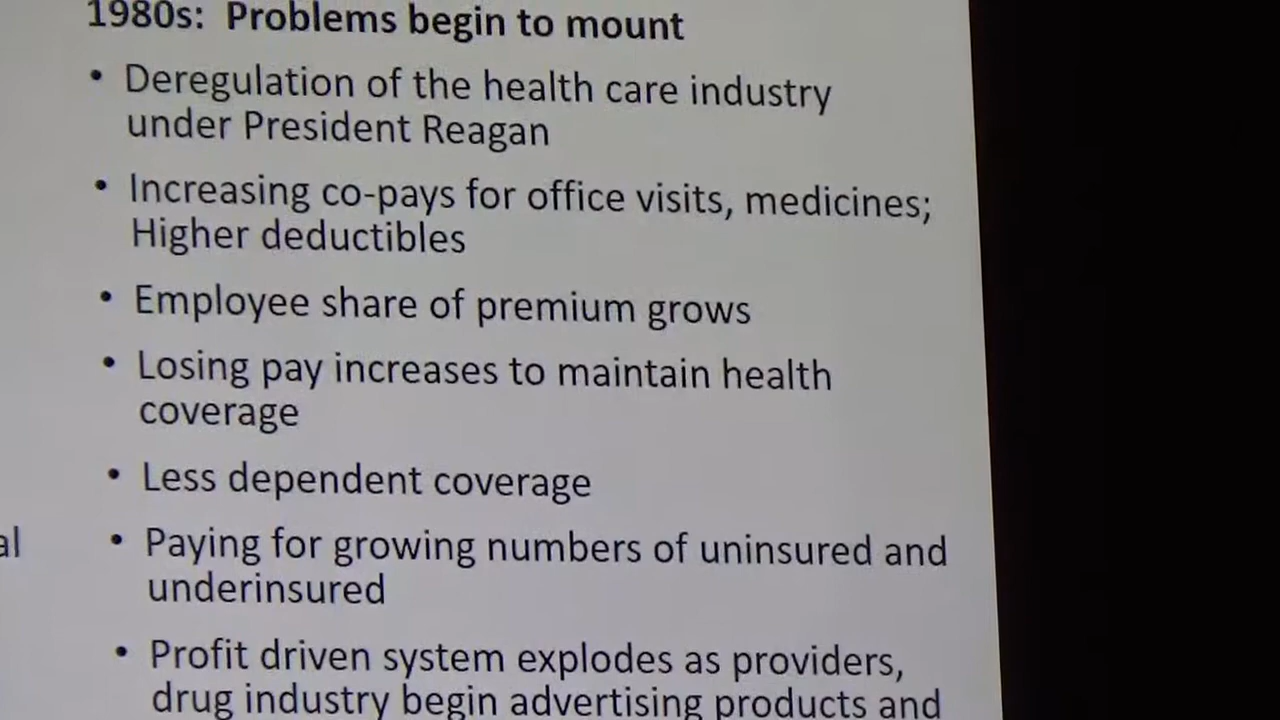 1980s: Problems begin to mount
• Deregulation of the health care industry
under President Reagan
• Increasing co-pays for office visits, medicines;
Higher deductibles
• Employee share of premium grows
• Losing pay increases to maintain health
coverage
• Less dependent coverage
al
• Paying for growing numbers of uninsured and
underinsured
• Profit driven system explodes as providers,
drug industry begin advertising products and